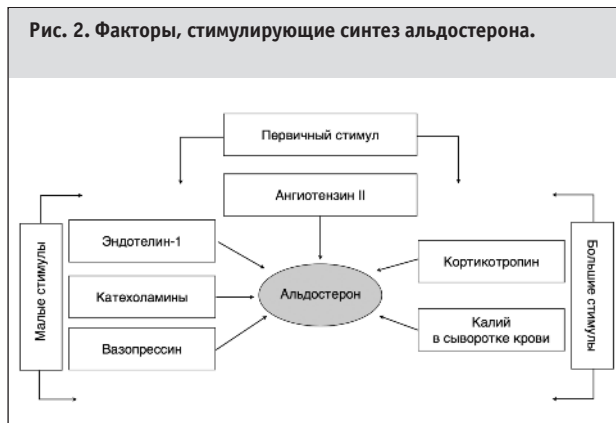 Рис. 2. Факторы, стимулирующие синтез альдостерона.
Первичный стимул
Ангиотензин II
Малые стимулы
Эндотелин-1
Катехоламины
Вазопрессин
Альдостерон
Кортикотропин
Калий
в сыворотке крови
Большие стимулы